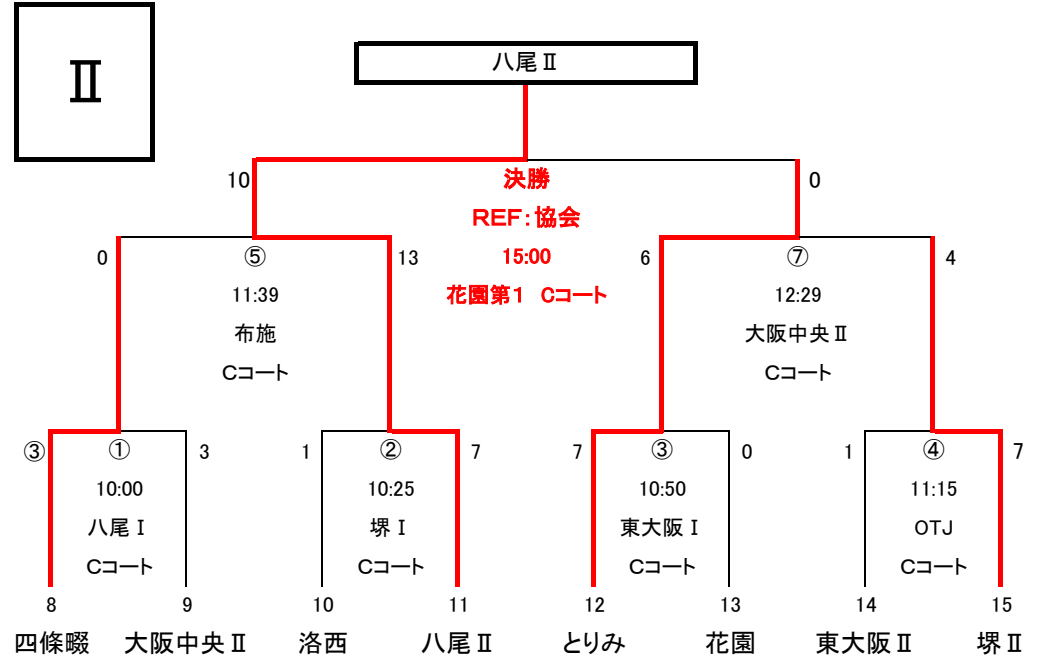 Ⅱ
八尾Ⅱ
10 決勝 0
REF:協会
0 ⑤ 13 15:00 6 ⑦ 4
11:39 花園第1 Cコート 12:29
布施 大阪中央Ⅱ
Cコート Cコート
③ ① 3 1 ② 7 7 ③ 0 1 ④ 7
10:00 10:25 10:50 11:15
八尾Ⅰ 堺Ⅰ 東大阪Ⅰ OTJ
Cコート Cコート Cコート Cコート
8 9 10 11 12 13 14 15
四條畷 大阪中央Ⅱ 洛西 八尾Ⅱ とりみ 花園 東大阪Ⅱ 堺Ⅱ